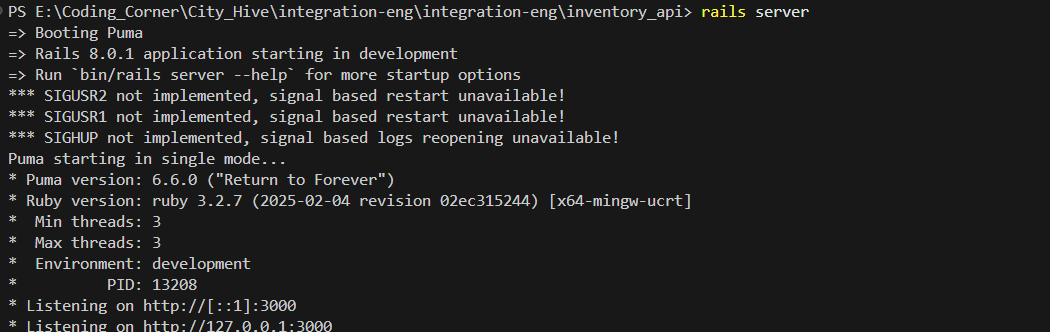 PS E:\Coding_Corner\City_Hive\integration-eng\integration-eng\inventory_api> rails server
=> Booting Puma
=> Rails 8.0.1 application starting in development
=> Run `bin/rails server --help` for more startup options
*** SIGUSR2 not implemented, signal based restart unavailable!
*** SIGUSR1 not implemented, signal based restart unavailable!
*** SIGHUP not implemented, signal based logs reopening unavailable!
Puma starting in single mode...
* Puma version: 6.6.0 ("Return to Forever")
* Ruby version: ruby 3.2.7 (2025-02-04 revision 02ec315244) [x64-mingw-ucrt]
*  Min threads: 3
*  Max threads: 3
*  Environment: development
*          PID: 13208
* Listening on http://[::1]:3000
* Listening on http://127.0.0.1:3000